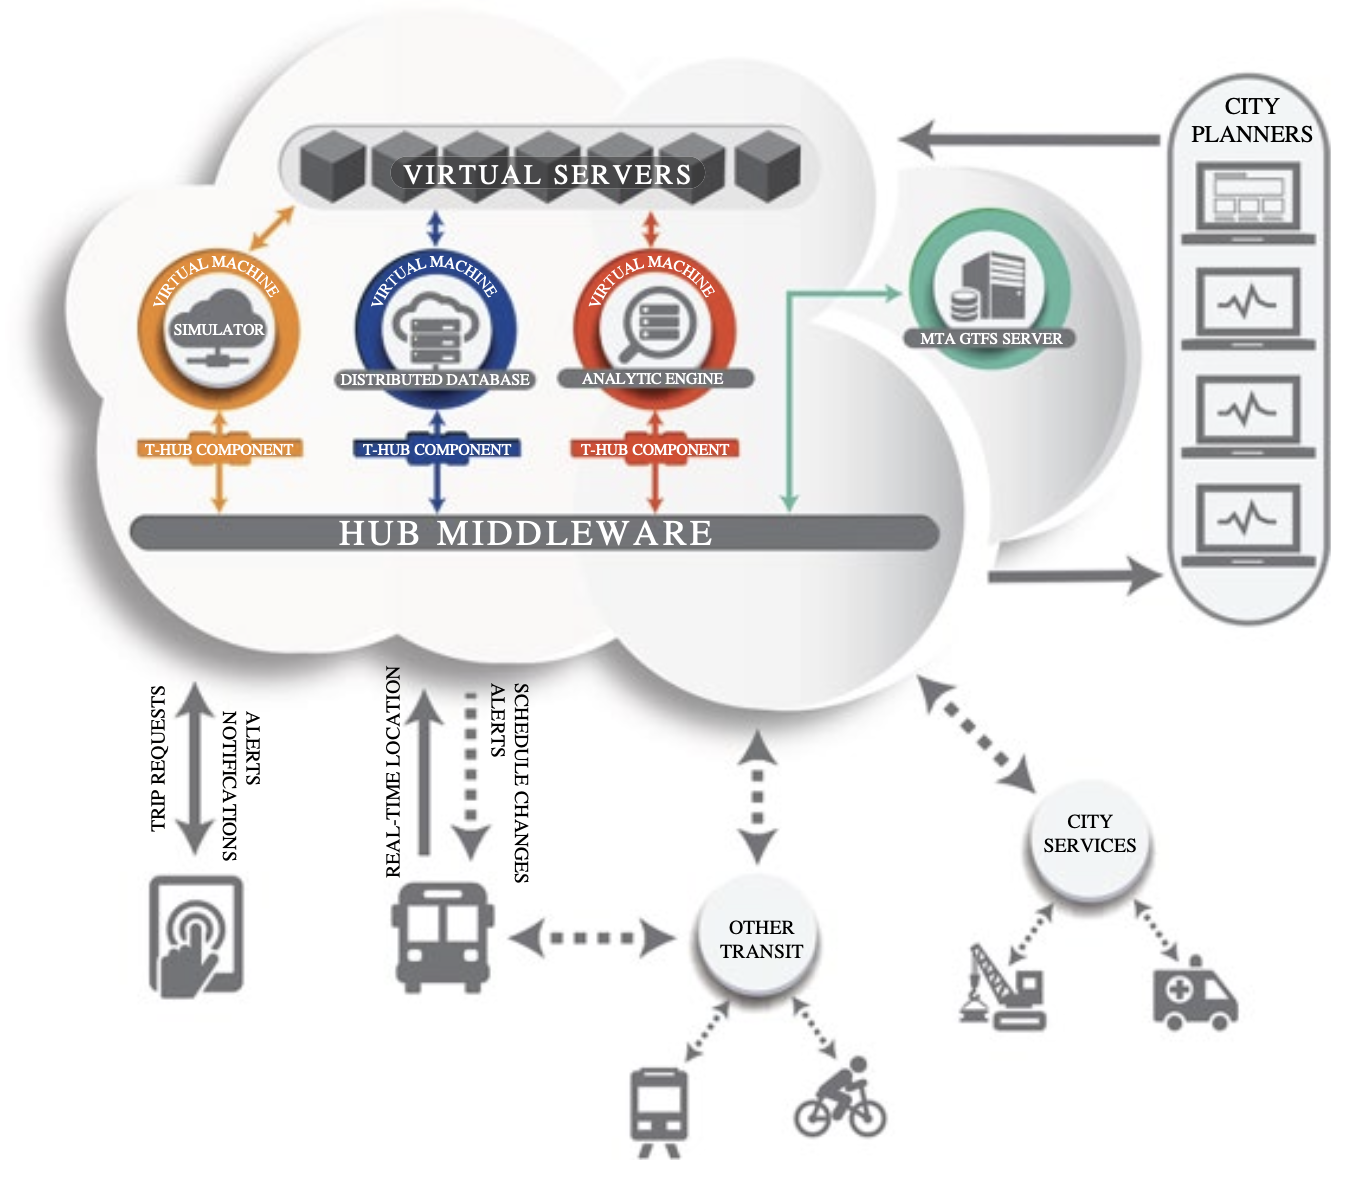 CITY
PLANNERS
VIRTUAL SERVERS
VIRTUAL MACHINE
SIMULATOR
VIRTUAL MACHINE
DISTRIBUTED DATABASE
VIRTUAL MACHINE
ANALYTIC ENGINE
MTA GTFS SERVER
T-HUB COMPONENT
T-HUB COMPONENT
T-HUB COMPONENT
HUB MIDDLEWARE
TRIP REQUESTS
ALERTS
NOTIFICATIONS
REAL-TIME LOCATION
SCHEDULE CHANGES
ALERTS
OTHER
TRANSIT
CITY
SERVICES